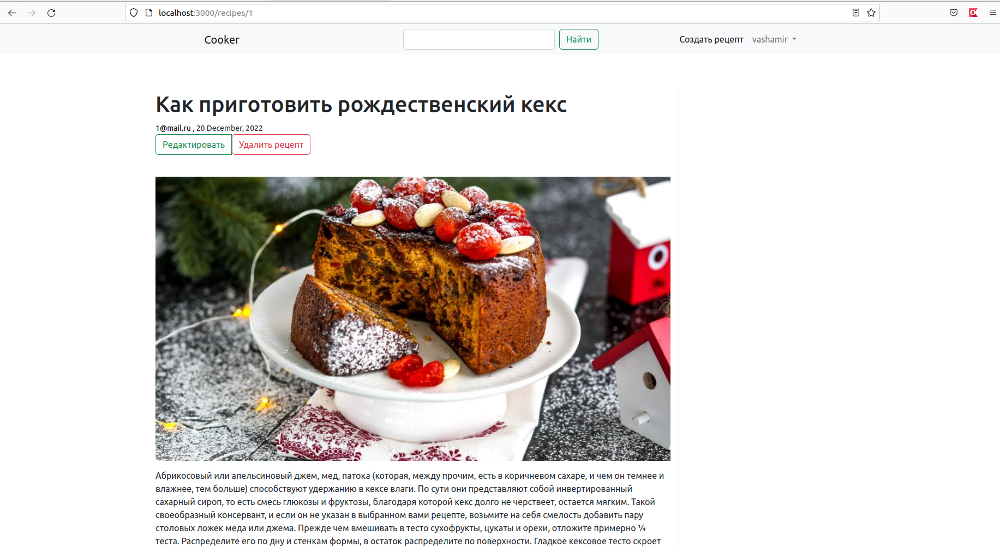 localhost:3000/recipes/1
Cooker
Найти
Создать рецепт vashamir
Как приготовить рождественский кекс
1@mail.ru , 20 December, 2022
Редактировать Удалить рецепт
Абрикосовый или апельсиновый джем, мед, патока (которая, между прочим, есть в коричневом сахаре, и чем он темнее и
влажнее, тем больше) способствуют удержанию в кексе влаги. По сути они представляют собой инвертированный
сахарный сироп, то есть смесь глюкозы и фруктозы, благодаря которой кекс долго не черствеет, остается мягким. Такой
своеобразный консервант, и если он не указан в выбранном вами рецепте, возьмите на себя смелость добавить пару
столовых ложек меда или джема. Прежде чем вмешивать в тесто сухофрукты, цукаты и орехи, отложите примерно ¼
теста. Распределите его по дну и стенкам формы, в остаток распределите по поверхности. Гладкое кексовое тесто скроет